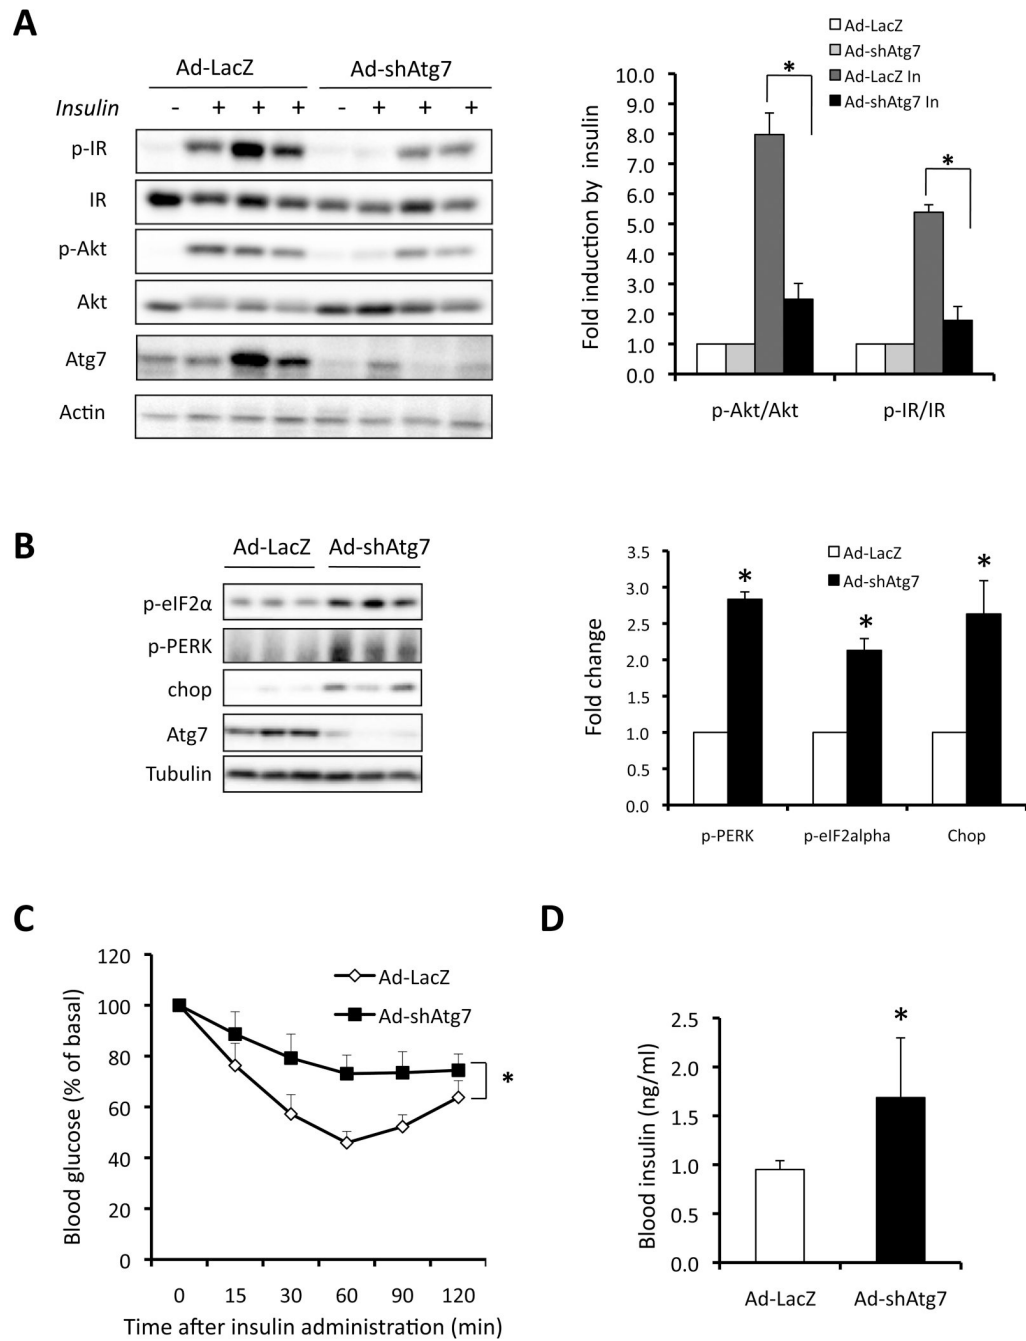 A
Ad-LacZ Ad-shAtg7
Insulin - + + + - + + +
p-IR
IR
p-Akt
Akt
Atg7
Actin
Ad-LacZ
Ad-shAtg7
Ad-LacZ In
Ad-shAtg7 In
Fold induction by insulin
10.0
9.0
8.0
7.0
6.0
5.0
4.0
3.0
2.0
1.0
0.0
*
*
p-Akt/Akt p-IR/IR
B
Ad-LacZ Ad-shAtg7
p-eIF2α
p-PERK
chop
Atg7
Tubulin
Ad-LacZ
Ad-shAtg7
Fold change
3.5
3.0
2.5
2.0
1.5
1.0
0.5
0.0
* * *
p-PERK p-eIF2alpha Chop
C
Ad-LacZ
Ad-shAtg7
Blood glucose (% of basal)
120
100
80
60
40
20
0
*
0 15 30 60 90 120
Time after insulin administration (min)
D
Blood insulin (ng/ml)
2.5
2.0
1.5
1.0
0.5
0.0
*
Ad-LacZ Ad-shAtg7